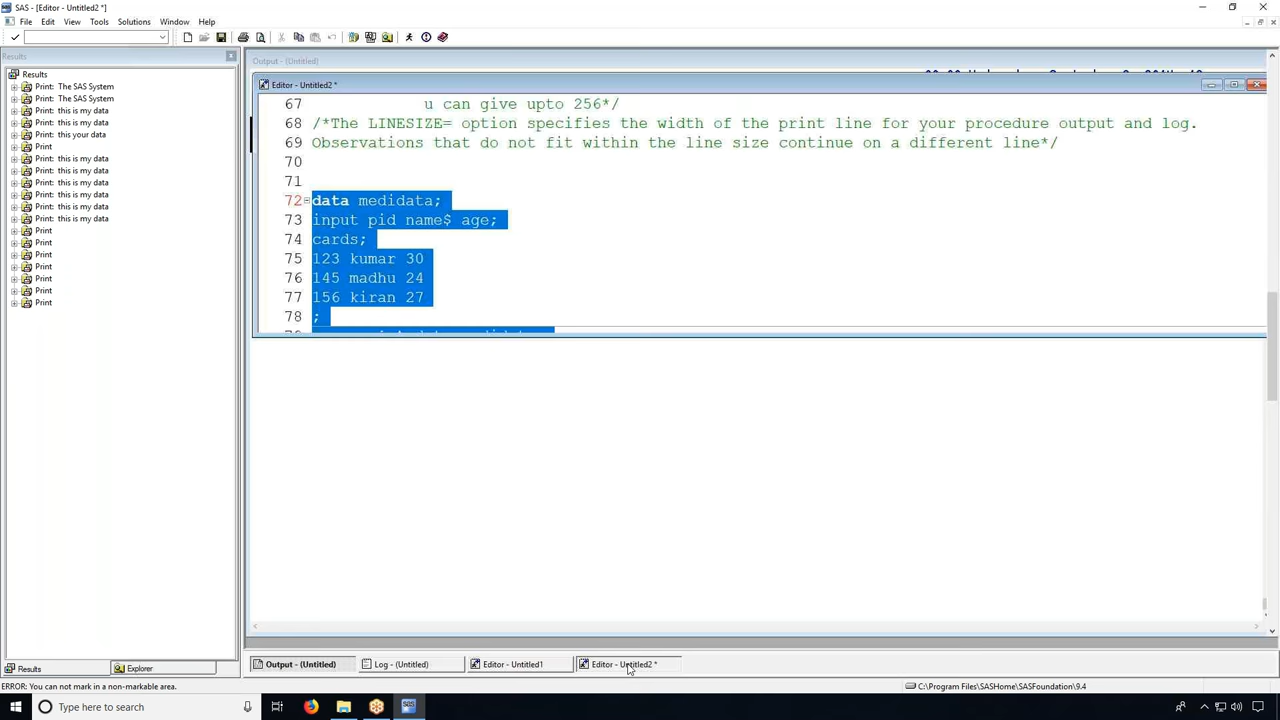 SAS - [Editor - Untitled2 *]
File Edit View Tools Solutions Window Help
Results
Output - (Untitled)
Results
Print: The SAS System
Print: The SAS System
Print: this is my data
Print: this is my data
Print: this your data
Print
Print: this is my data
Print: this is my data
Print: this is my data
Print: this is my data
Print: this is my data
Print: this is my data
Print
Print
Print
Print
Print
Print
Print
Editor - Untitled2 *
67 u can give upto 256*/
68 /*The LINESIZE= option specifies the width of the print line for your procedure output and log.
69 Observations that do not fit within the line size continue on a different line*/
70
71
72 data medidata;
73 input pid name$ age;
74 cards;
75 123 kumar 30
76 145 madhu 24
77 156 kiran 27
78 ;
Results Explorer
Output - (Untitled) Log - (Untitled) Editor - Untitled1 Editor - Untitled2 *
ERROR: You can not mark in a non-markable area.
C:\Program Files\SASHome\SASFoundation\9.4
Type here to search